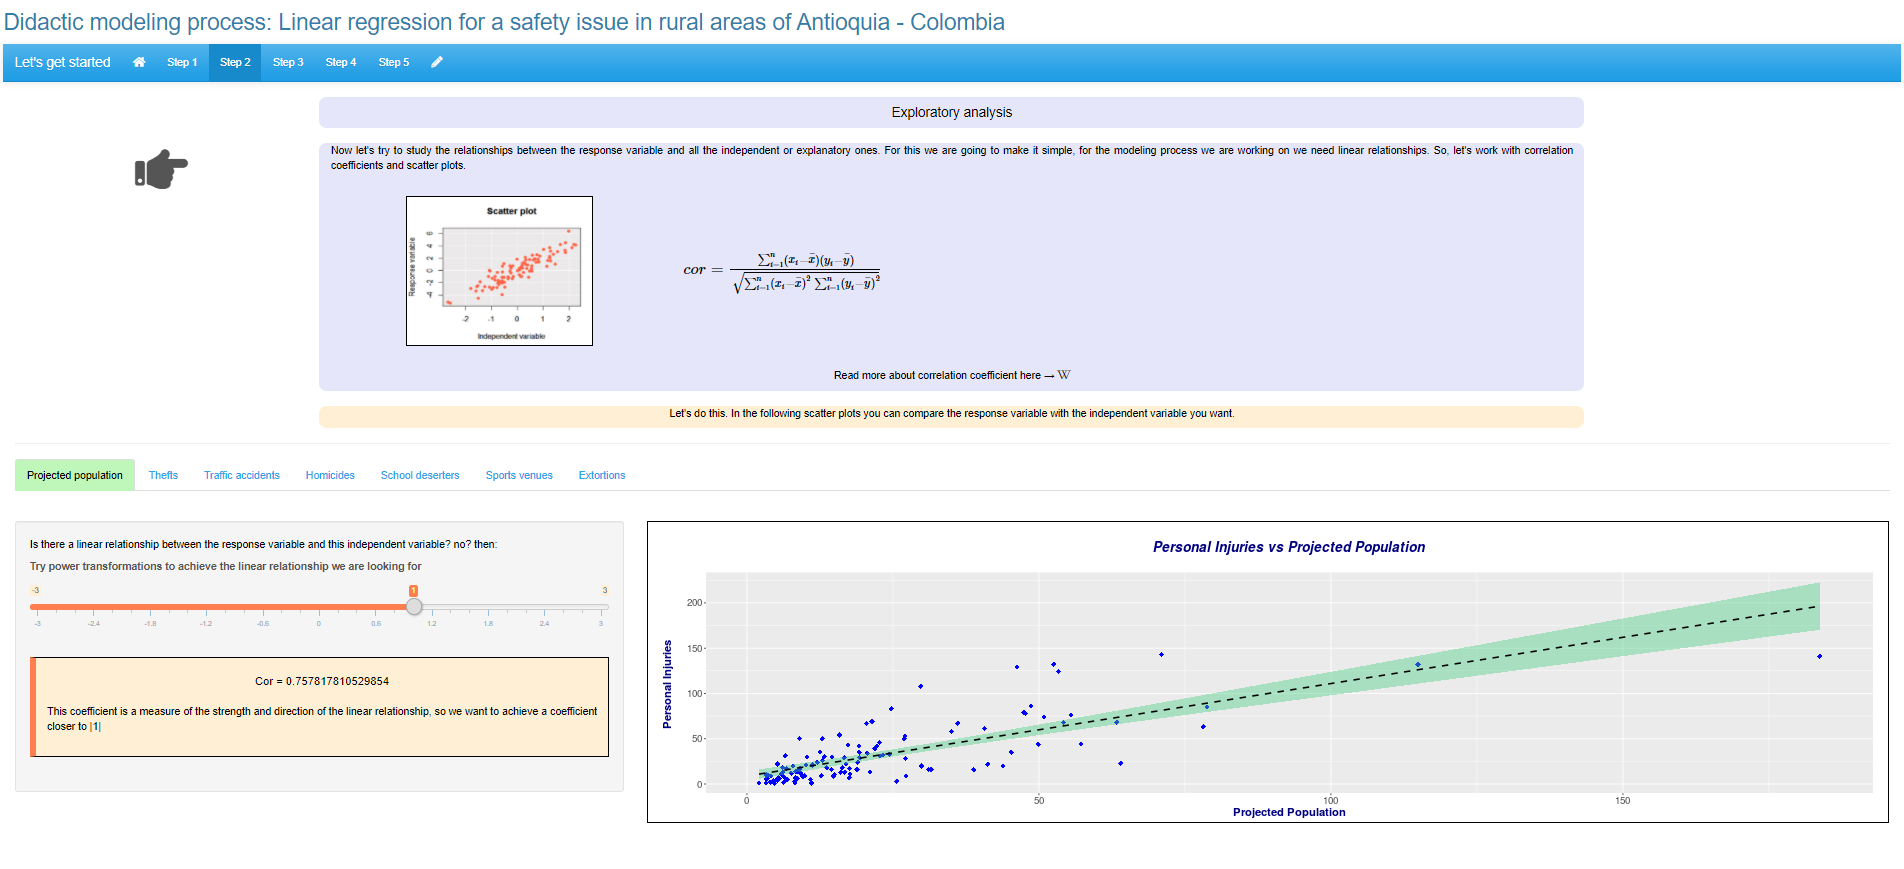 Didactic modeling process: Linear regression for a safety issue in rural areas of Antioquia - Colombia
Let's get started Step 1 Step 2 Step 3 Step 4 Step 5
Exploratory analysis
Now let's try to study the relationships between the response variable and all the independent or explanatory ones. For this we are going to make it simple, for the modeling process we are working on we need linear relationships. So, let's work with correlation
coefficients and scatter plots.
Scatter plot
Response variable
6
4
2
0
-2
-4
-2 -1 0 1 2
Independent variable
cor = \frac{\sum_{i=1}^{n}(x_i-\bar{x})(y_i-\bar{y})}{\sqrt{\sum_{i=1}^{n}(x_i-\bar{x})^2 \sum_{i=1}^{n}(y_i-\bar{y})^2}}
Read more about correlation coefficient here → W
Let's do this. In the following scatter plots you can compare the response variable with the independent variable you want.
Projected population Thefts Traffic accidents Homicides School deserters Sports venues Extortions
Is there a linear relationship between the response variable and this independent variable? no? then:
Try power transformations to achieve the linear relationship we are looking for
-3 1 3
-3 -2.4 -1.8 -1.2 -0.6 0 0.6 1.2 1.8 2.4 3
Cor = 0.757817810529854
This coefficient is a measure of the strength and direction of the linear relationship, so we want to achieve a coefficient
closer to |1|
Personal Injuries vs Projected Population
Personal Injuries
200
150
100
50
0
0 50 100 150
Projected Population